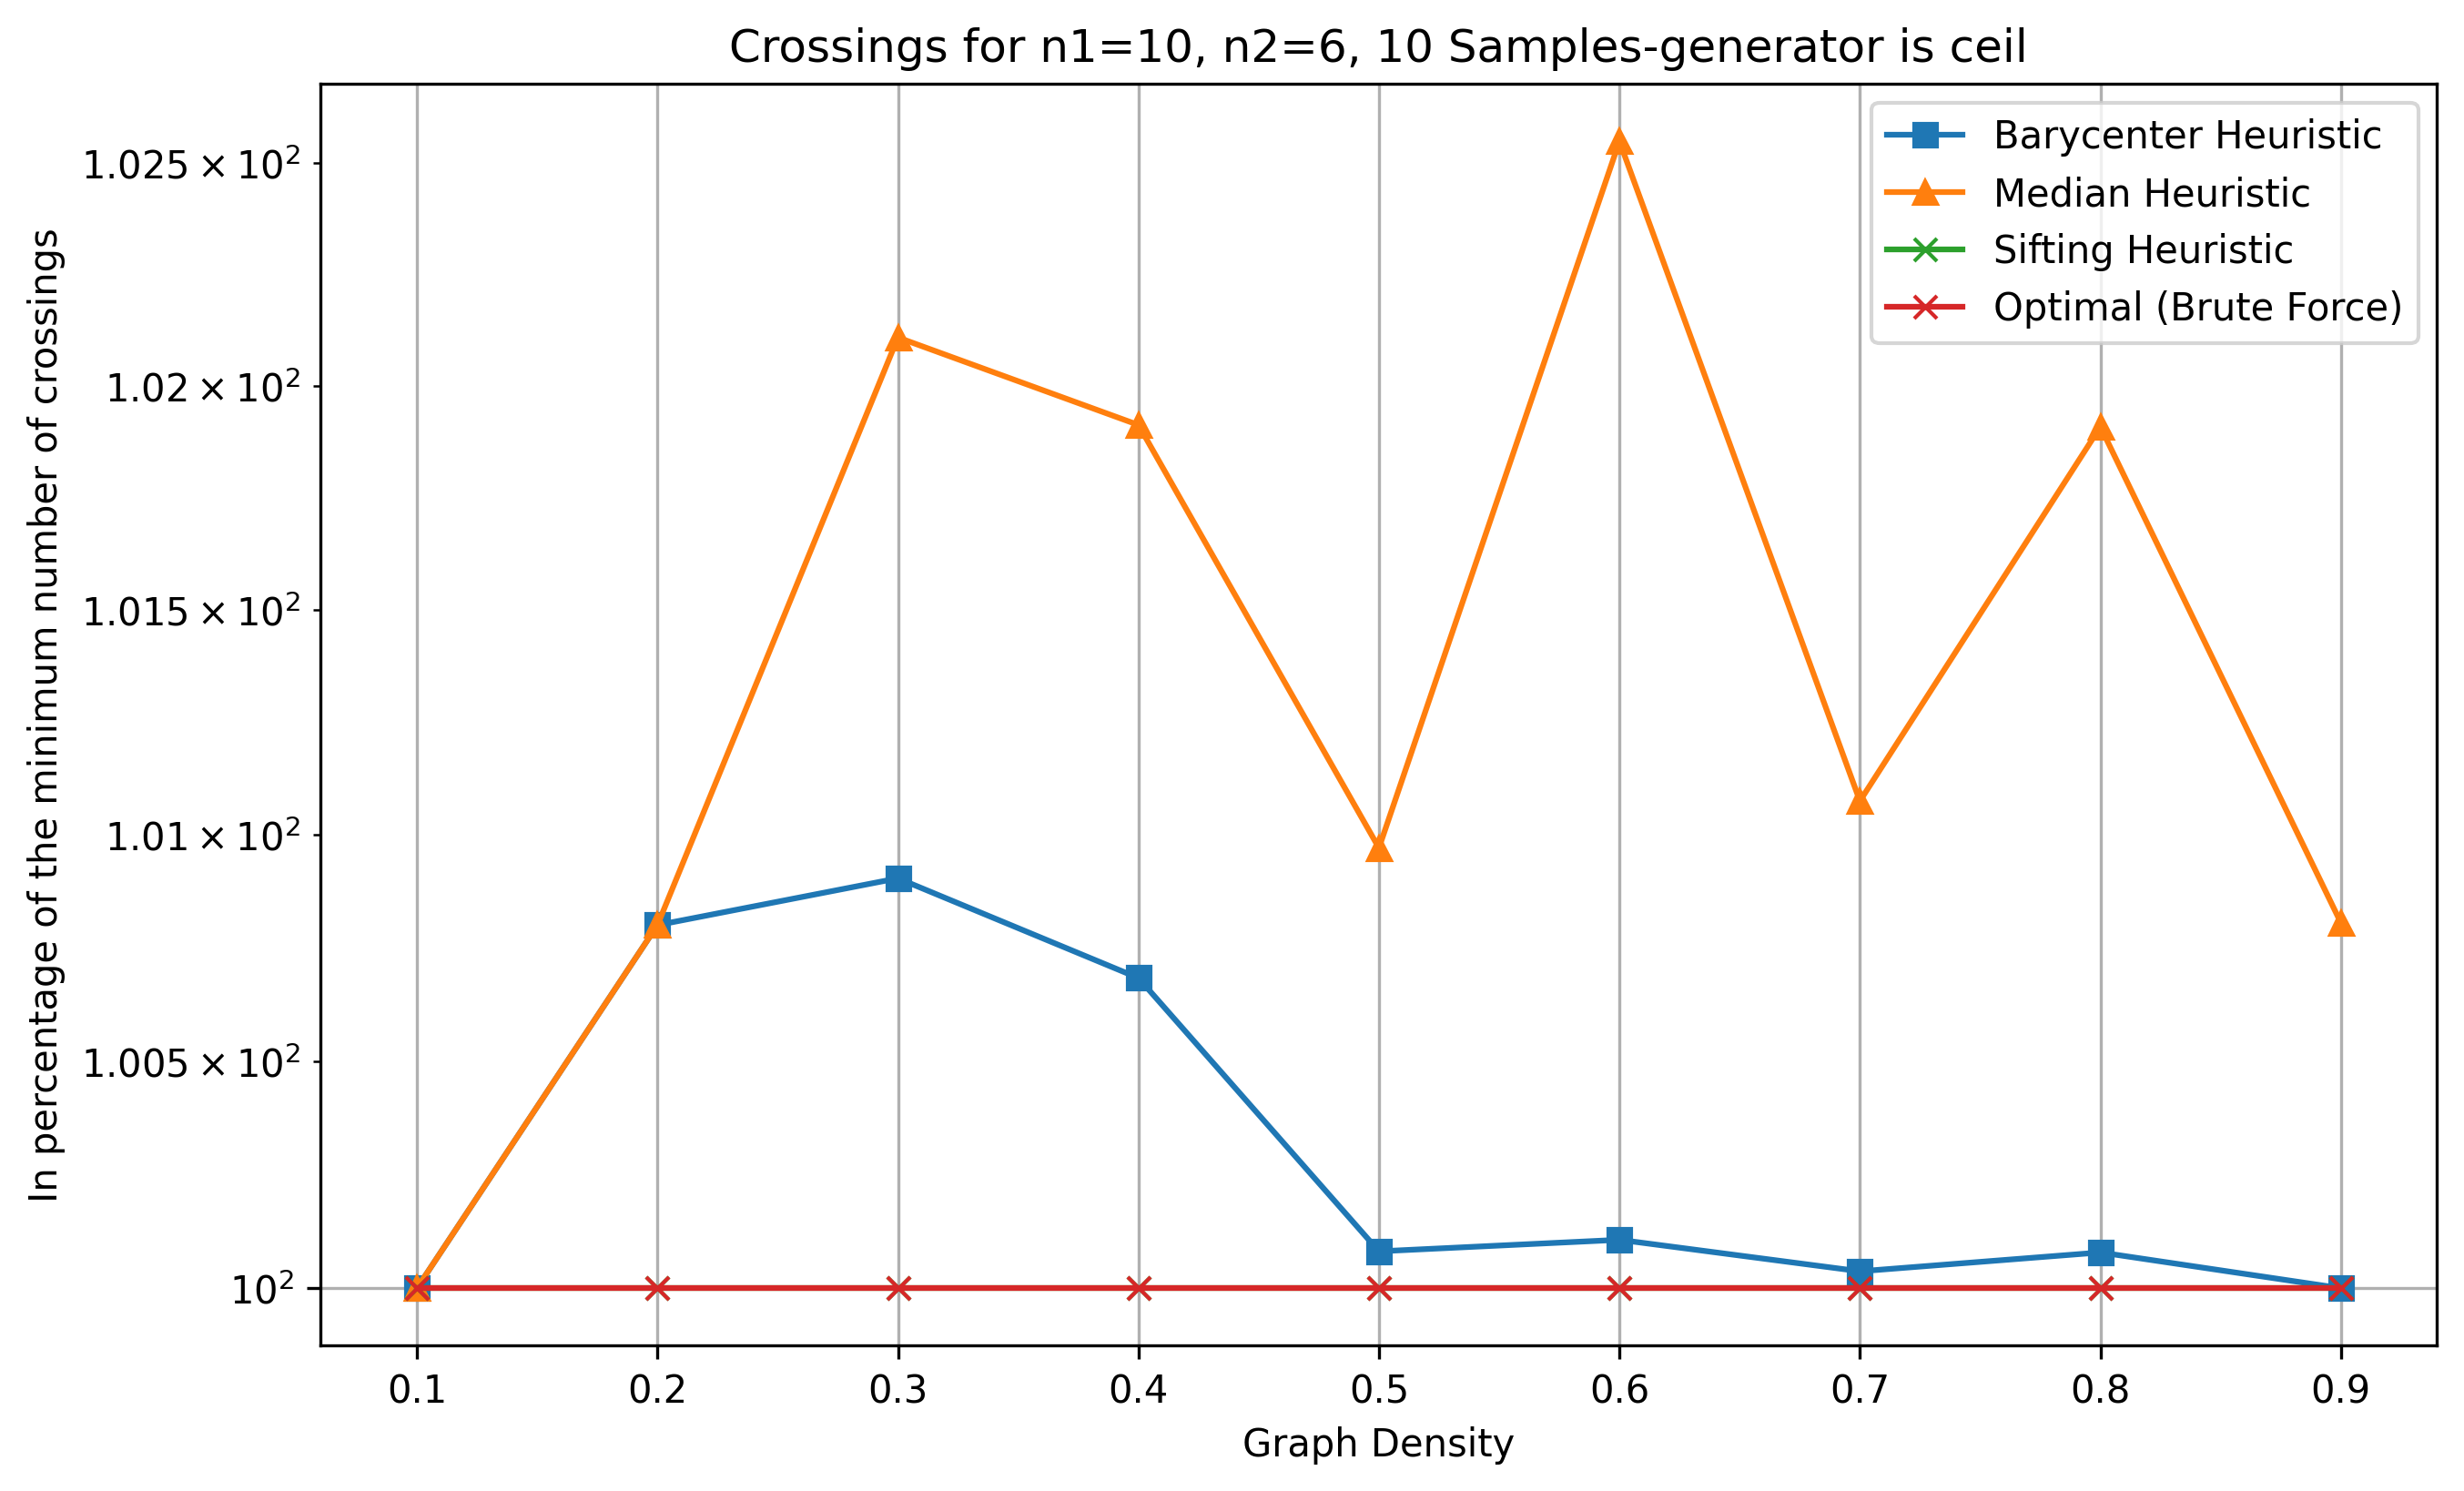 Crossings for n1=10, n2=6, 10 Samples-generator is ceil
In percentage of the minimum number of crossings
1.025 × 10²
1.02 × 10²
1.015 × 10²
1.01 × 10²
1.005 × 10²
10²
Barycenter Heuristic
Median Heuristic
Sifting Heuristic
Optimal (Brute Force)
0.1 0.2 0.3 0.4 0.5 0.6 0.7 0.8 0.9
Graph Density